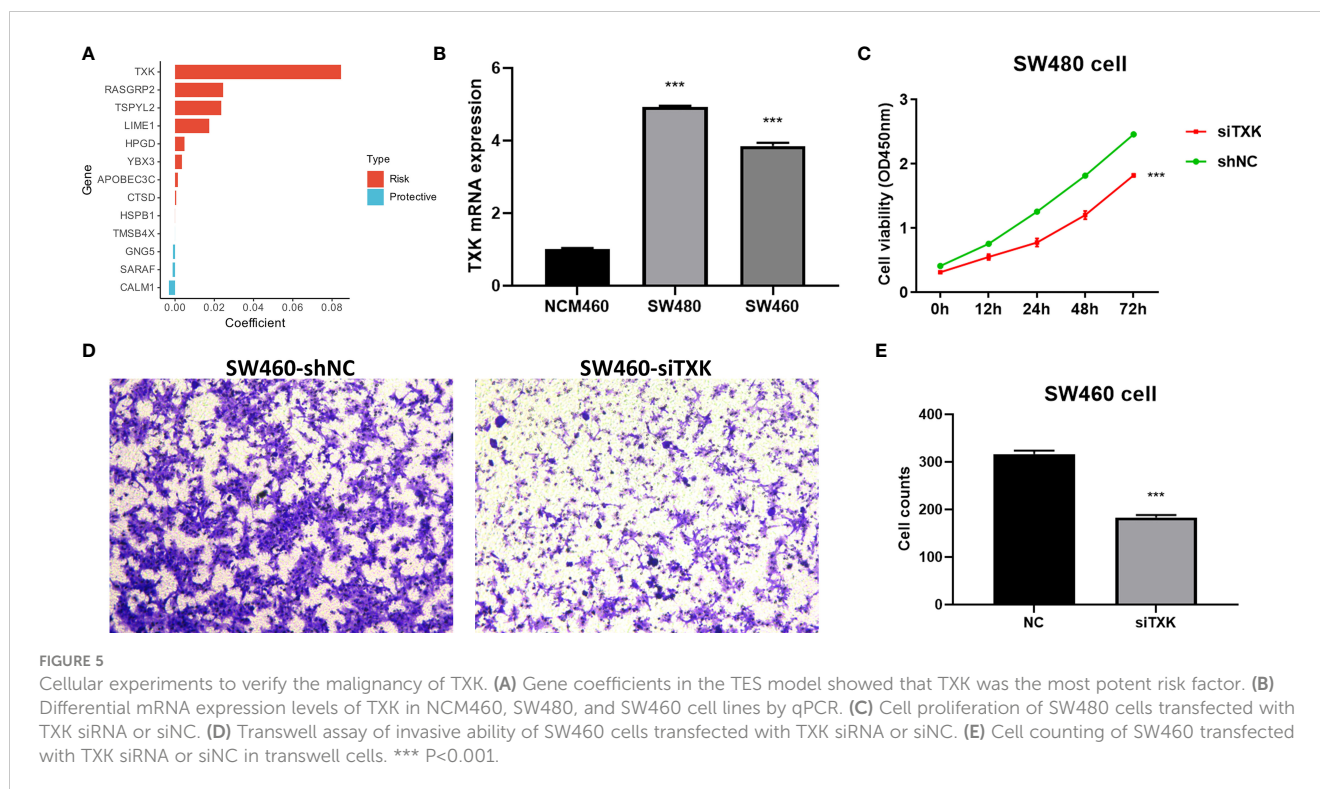 A
TXK
RASGRP2
TSPYL2
LIME1
HPGD
YBX3
APOBEC3C
CTSD
HSPB1
TMSB4X
GNG5
SARAF
CALM1
Gene
0.00 0.02 0.04 0.06 0.08
Coefficient
Type
Risk
Protective
B
TXK mRNA expression
6
4
2
0
***
***
NCM460 SW480 SW460
C
SW480 cell
Cell viability (OD450nm)
3
2
1
0
0h 12h 24h 48h 72h
***
siTXK
shNC
D
SW460-shNC
SW460-siTXK
E
SW460 cell
Cell counts
400
300
200
100
0
***
NC siTXK
FIGURE 5
Cellular experiments to verify the malignancy of TXK. (A) Gene coefficients in the TES model showed that TXK was the most potent risk factor. (B)
Differential mRNA expression levels of TXK in NCM460, SW480, and SW460 cell lines by qPCR. (C) Cell proliferation of SW480 cells transfected with
TXK siRNA or siNC. (D) Transwell assay of invasive ability of SW460 cells transfected with TXK siRNA or siNC. (E) Cell counting of SW460 transfected
with TXK siRNA or siNC in transwell cells. *** P<0.001.